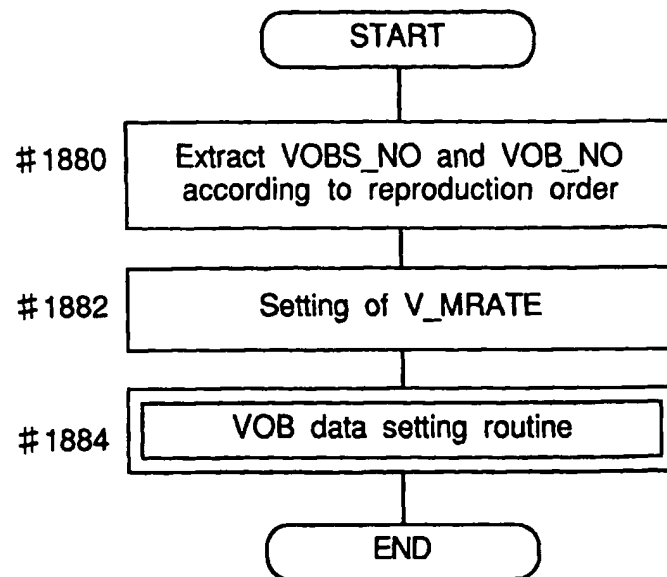 START
#1880
Extract VOBS_NO and VOB_NO
according to reproduction order
#1882
Setting of V_MRATE
#1884
VOB data setting routine
END